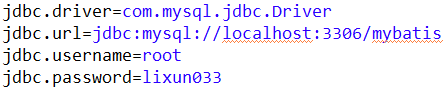 jdbc.driver=com.mysql.jdbc.Driver
jdbc.url=jdbc:mysql://localhost:3306/mybatis
jdbc.username=root
jdbc.password=lixun033